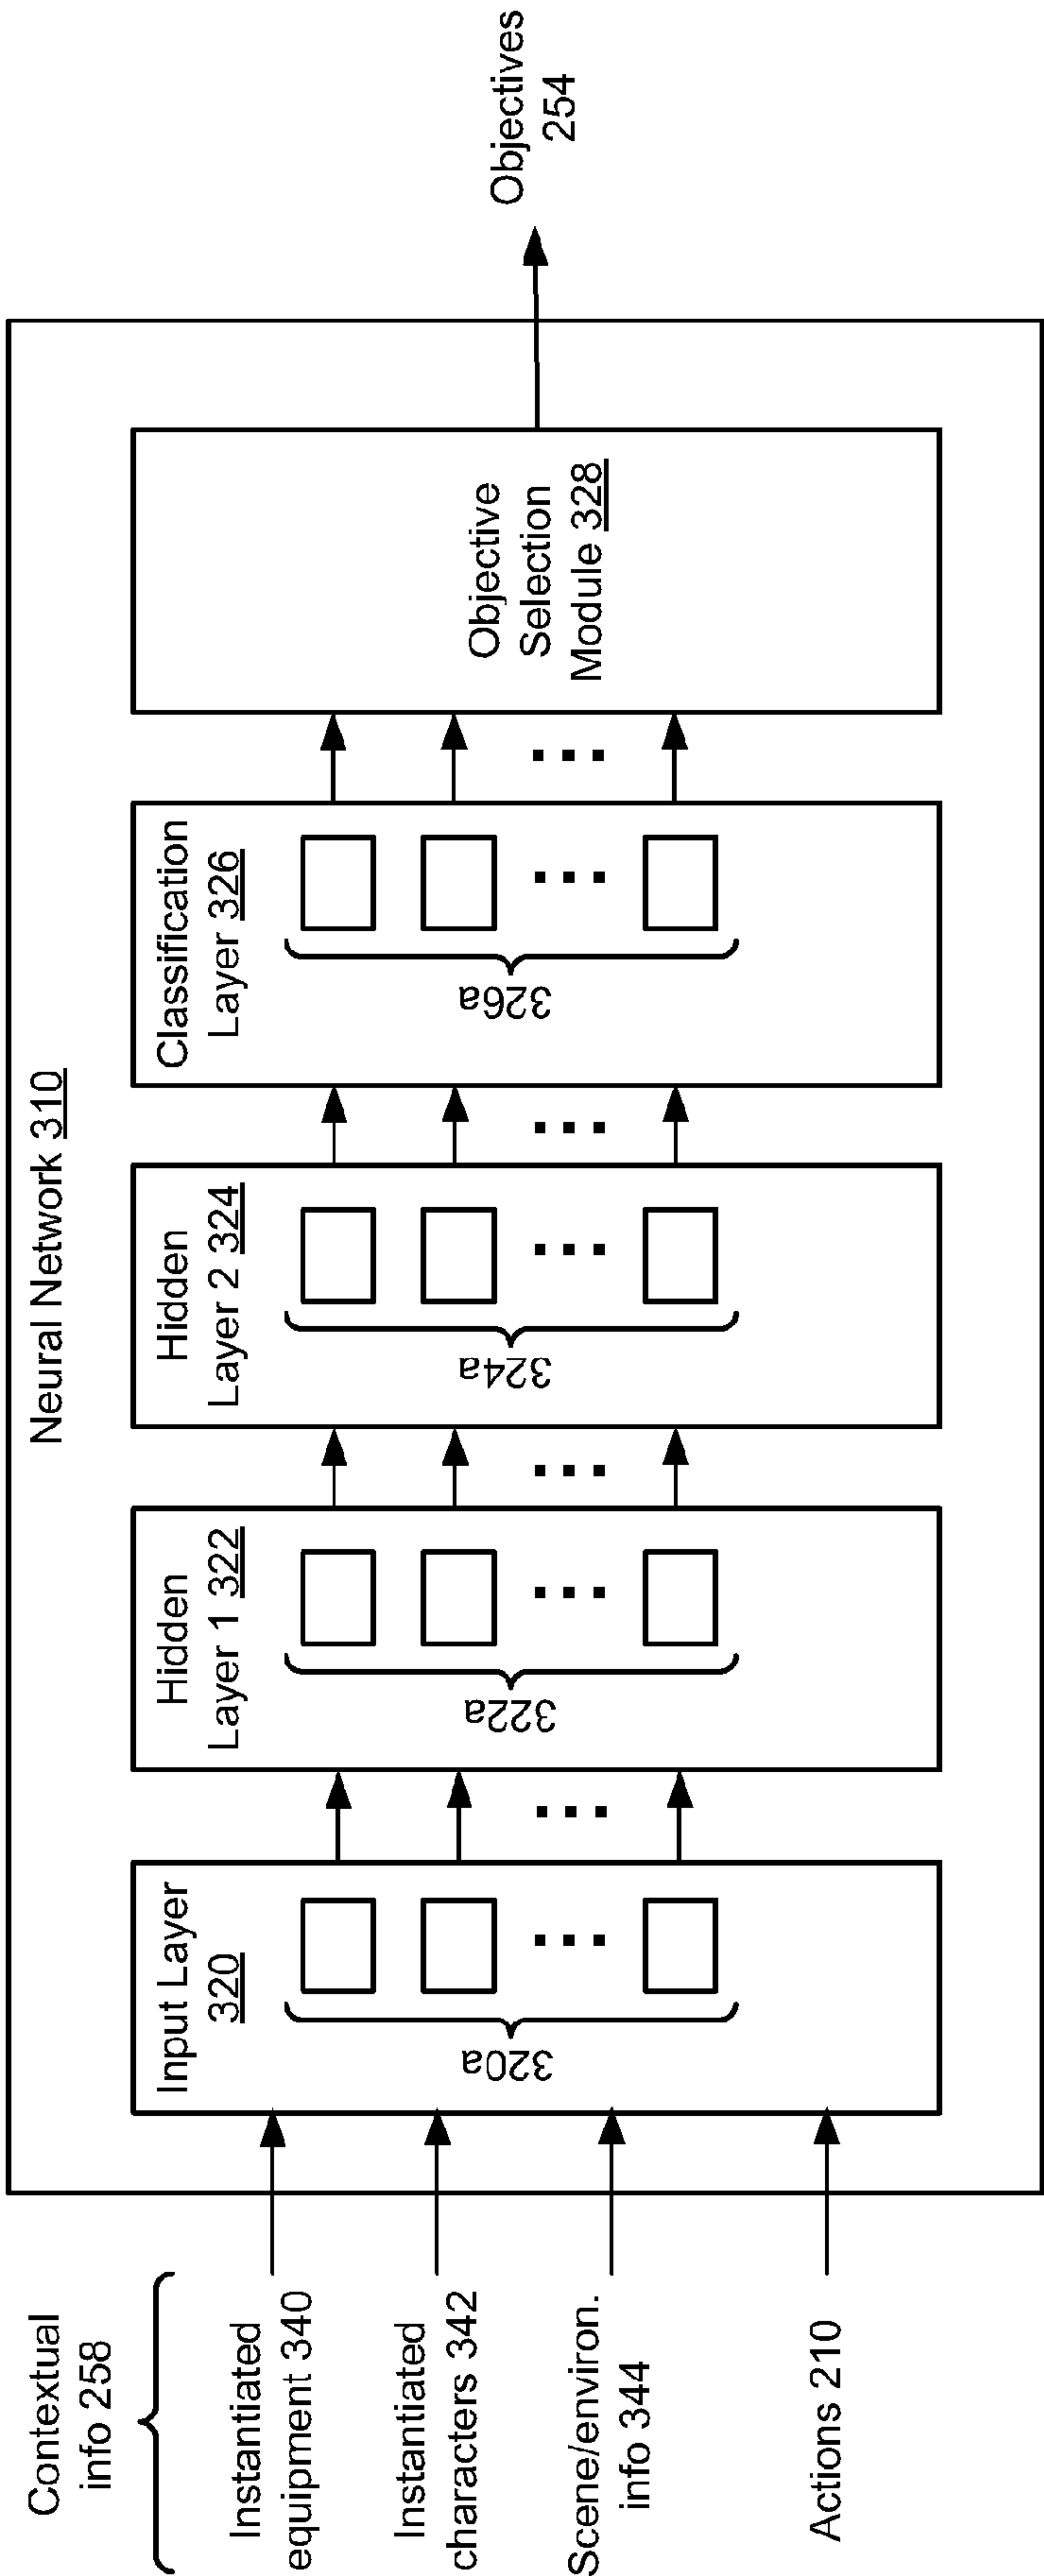 Neural Network 310
Contextual
info 258
Instantiated
equipment 340
Instantiated
characters 342
Scene/environ.
info 344
Actions 210
Input Layer
320
320a
Hidden
Layer 1 322
322a
Hidden
Layer 2 324
324a
Classification
Layer 326
326a
Objective
Selection
Module 328
Objectives
254